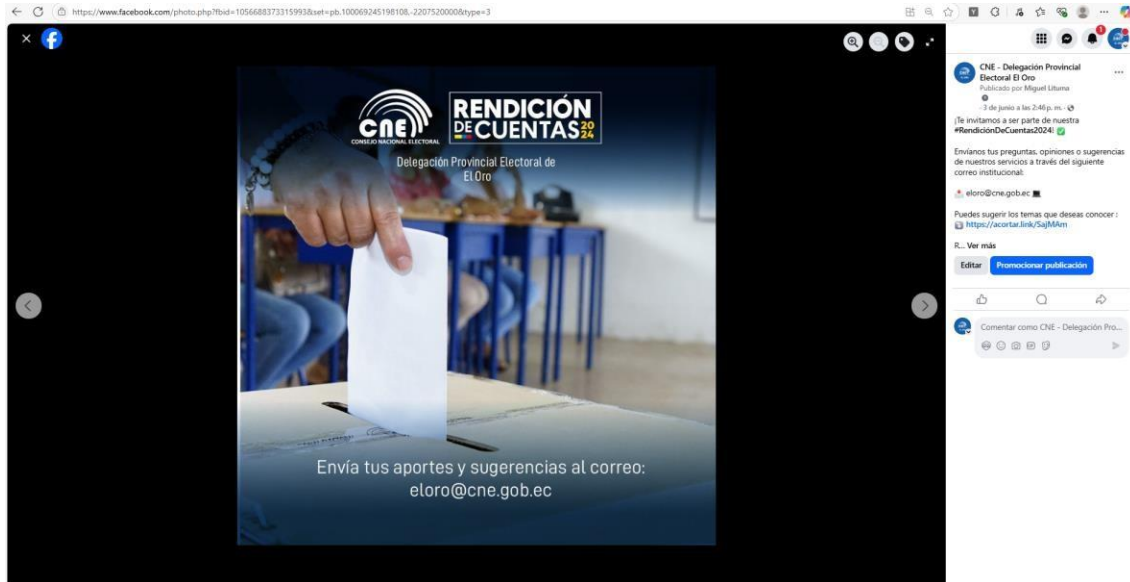 https://www.facebook.com/photo.php?fbid=1056688373315993&set=pb.100069245198108.-2207520000&type=3
CNE
CONSEJO NACIONAL ELECTORAL
RENDICIÓN
DE CUENTAS 2024
Delegación Provincial Electoral de
El Oro
Envía tus aportes y sugerencias al correo:
eloro@cne.gob.ec
1
CNE - Delegación Provincial
Electoral El Oro
Publicado por Miguel Lituma
· 3 de junio a las 2:46 p. m. ·
¡Te invitamos a ser parte de nuestra
#RendiciónDeCuentas2024! ✅
Envíanos tus preguntas, opiniones o sugerencias
de nuestros servicios a través del siguiente
correo institucional:
📩 eloro@cne.gob.ec 💻
Puedes sugerir los temas que deseas conocer :
➡️ https://acortar.link/SajMAm
R... Ver más
Editar
Promocionar publicación
Comentar como CNE - Delegación Pro...